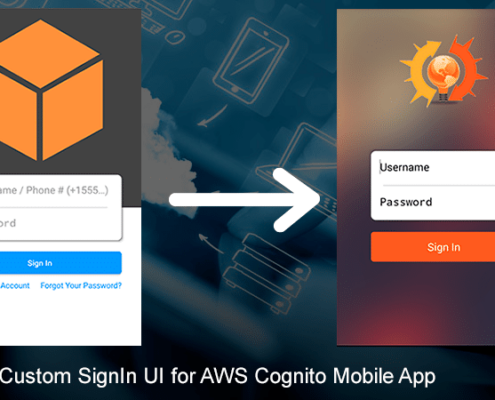 ame / Phone # (+1555...)
ord
Sign In
Account
Forgot Your Password?
Username
Password
Sign In
Custom SignIn UI for AWS Cognito Mobile App